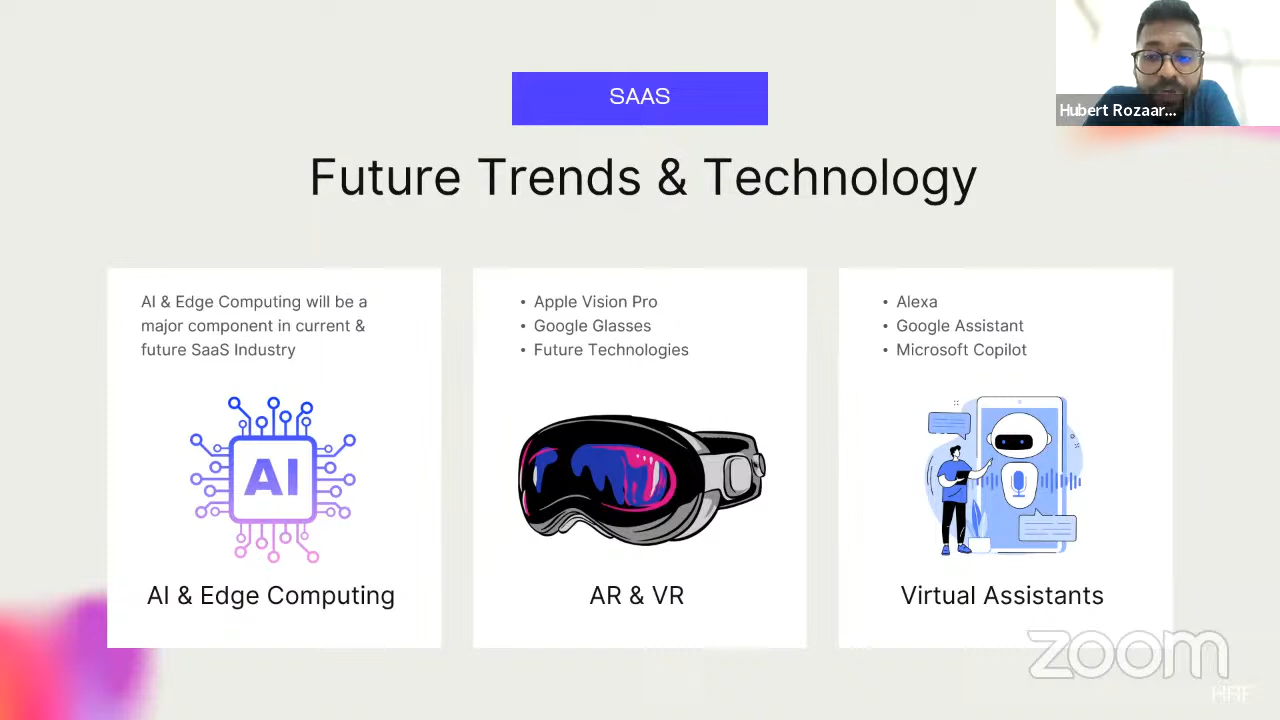 SAAS
Future Trends & Technology
Hubert Rozaar...
AI & Edge Computing will be a
major component in current &
future SaaS Industry
AI
AI & Edge Computing
• Apple Vision Pro
• Google Glasses
• Future Technologies
AR & VR
• Alexa
• Google Assistant
• Microsoft Copilot
Virtual Assistants
zoom